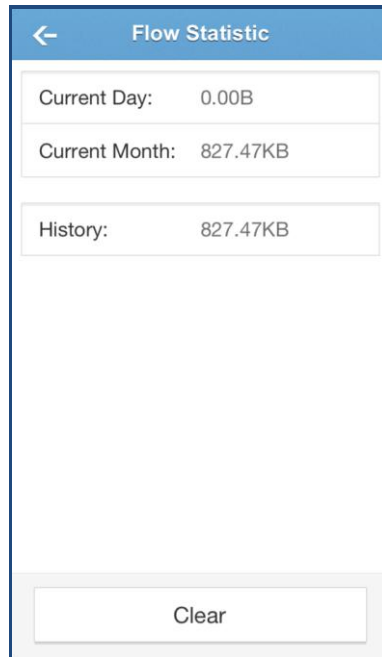 Flow Statistic
Current Day: 0.00B
Current Month: 827.47KB
History: 827.47KB
Clear